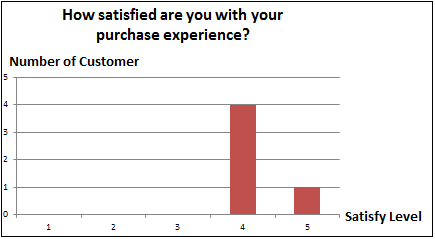 How satisfied are you with your
purchase experience?
Number of Customer
5
4
3
2
1
0
1 2 3 4 5
Satisfy Level